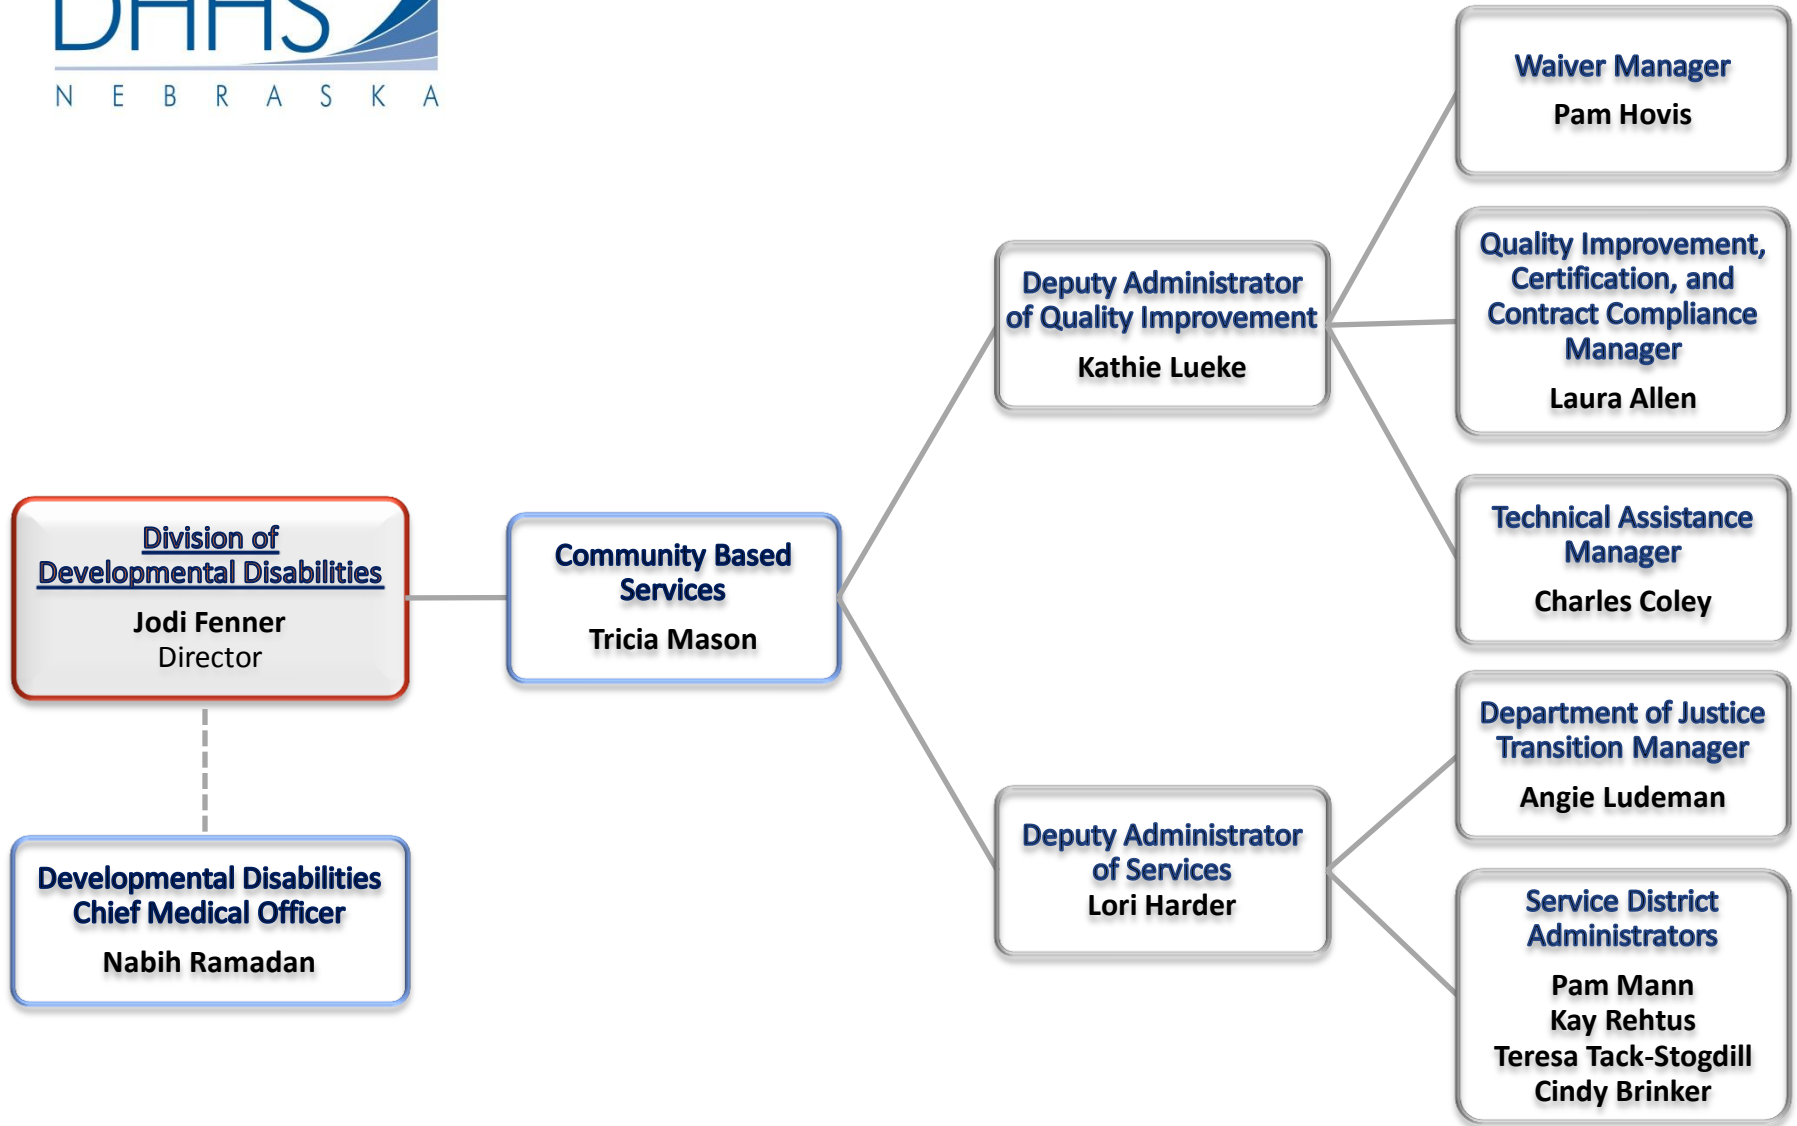 DHHS
NEBRASKA
Division of
Developmental Disabilities
Jodi Fenner
Director
Developmental Disabilities
Chief Medical Officer
Nabih Ramadan
Community Based
Services
Tricia Mason
Deputy Administrator
of Quality Improvement
Kathie Lueke
Deputy Administrator
of Services
Lori Harder
Waiver Manager
Pam Hovis
Quality Improvement,
Certification, and
Contract Compliance
Manager
Laura Allen
Technical Assistance
Manager
Charles Coley
Department of Justice
Transition Manager
Angie Ludeman
Service District
Administrators
Pam Mann
Kay Rehtus
Teresa Tack-Stogdill
Cindy Brinker